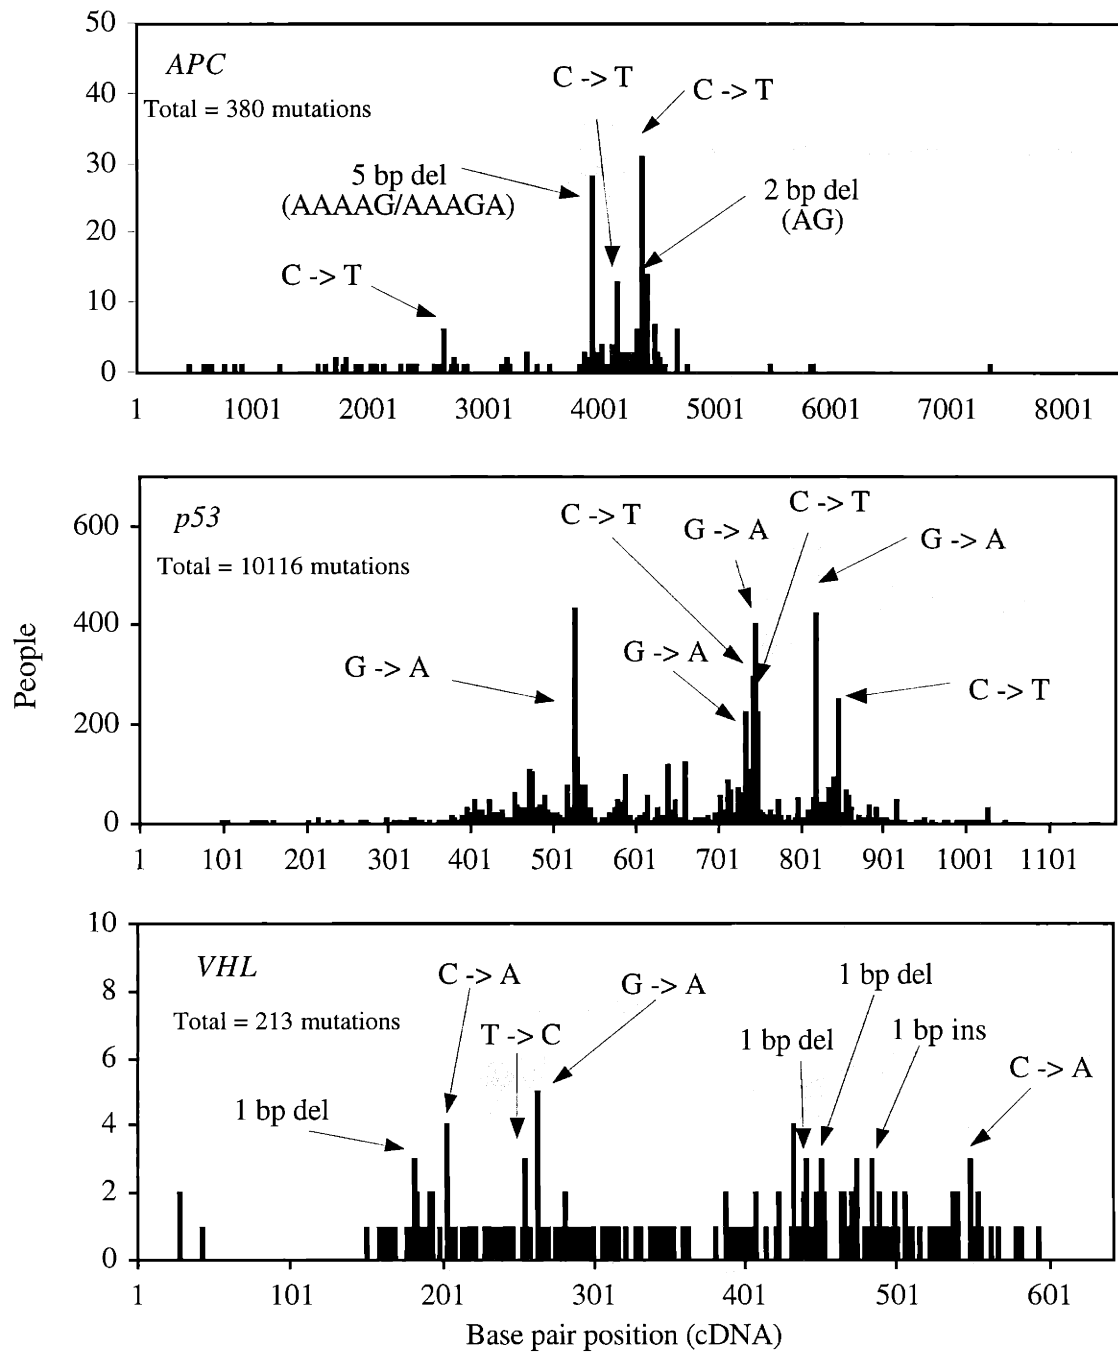 50
APC
C -> T
C -> T
40
Total = 380 mutations
30
5 bp del
(AAAAG/AAAGA)
2 bp del
(AG)
20
C -> T
10
0
1 1001 2001 3001 4001 5001 6001 7001 8001
p53
C -> T
C -> T
G -> A
G -> A
600
Total = 10116 mutations
400
G -> A
G -> A
C -> T
200
0
1 101 201 301 401 501 601 701 801 901 1001 1101
People
10
VHL
C -> A
G -> A
1 bp del
8
Total = 213 mutations
T -> C
1 bp del
1 bp ins
6
C -> A
1 bp del
4
2
0
1 101 201 301 401 501 601
Base pair position (cDNA)